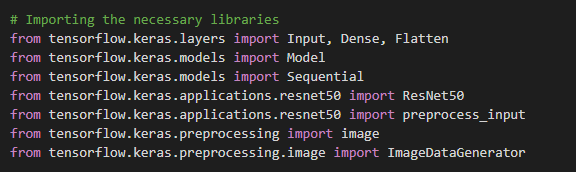 # Importing the necessary libraries
from tensorflow.keras.layers import Input, Dense, Flatten
from tensorflow.keras.models import Model
from tensorflow.keras.models import Sequential
from tensorflow.keras.applications.resnet50 import ResNet50
from tensorflow.keras.applications.resnet50 import preprocess_input
from tensorflow.keras.preprocessing import image
from tensorflow.keras.preprocessing.image import ImageDataGenerator